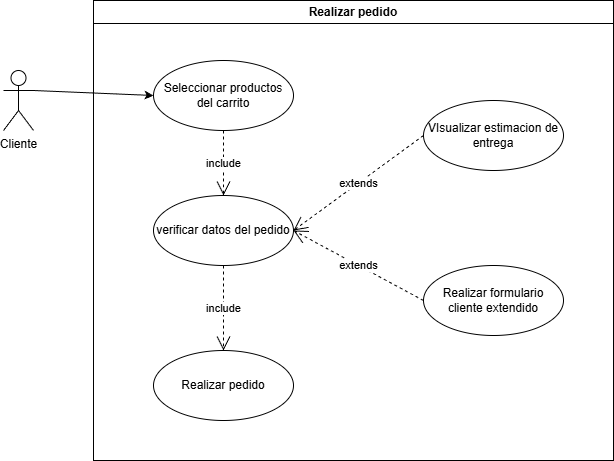 Realizar pedido
Seleccionar productos
del carrito
Cliente
VIsualizar estimacion de
entrega
include
extends
verificar datos del pedido
extends
Realizar formulario
cliente extendido
include
Realizar pedido